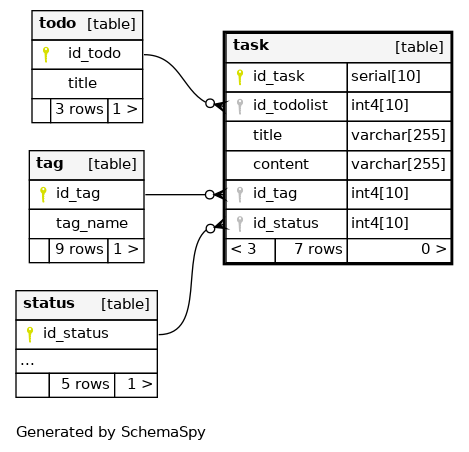 todo [table]
id_todo
title
3 rows 1 >
tag [table]
id_tag
tag_name
9 rows 1 >
status [table]
id_status
...
5 rows 1 >
task [table]
id_task serial[10]
id_todolist int4[10]
title varchar[255]
content varchar[255]
id_tag int4[10]
id_status int4[10]
< 3 7 rows 0 >
Generated by SchemaSpy